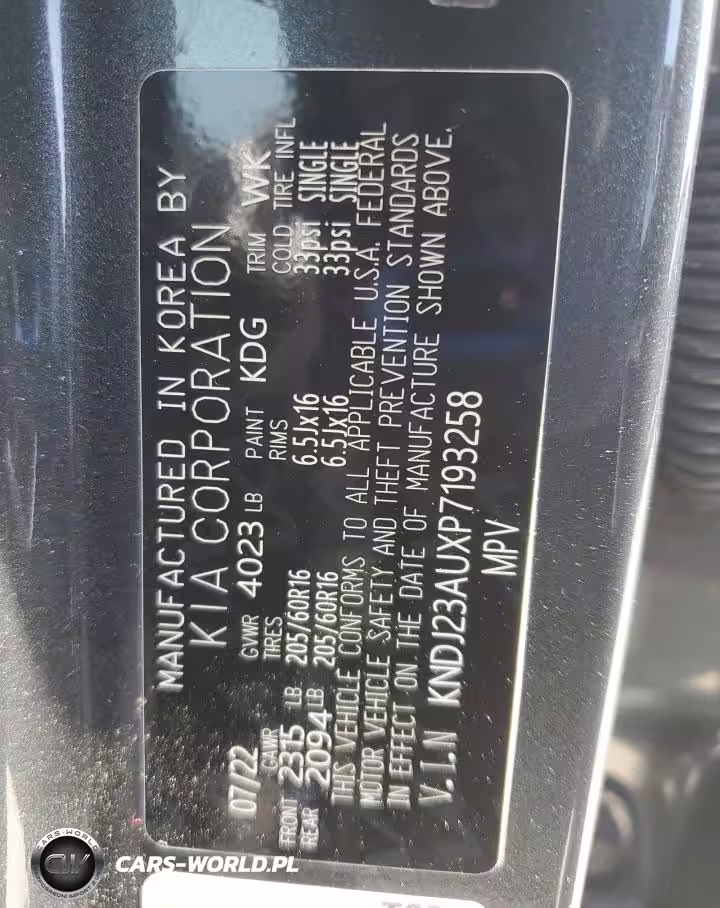 MANUFACTURED IN KOREA BY
KIA CORPORATION
07/22 GVWR 4023 LB PAINT KDG TRIM WK
GAWR TIRES RIMS COLD TIRE INFL
FRONT 2315 LB 205/60R16 6.5Jx16 33psi SINGLE
REAR 2094 LB 205/60R16 6.5Jx16 33psi SINGLE
THIS VEHICLE CONFORMS TO ALL APPLICABLE U.S.A. FEDERAL
MOTOR VEHICLE SAFETY AND THEFT PREVENTION STANDARDS
IN EFFECT ON THE DATE OF MANUFACTURE SHOWN ABOVE.
V.I.N KNDJ23AUXP7193258
MPV
CARS-WORLD
CW
CARS-WORLD.PL